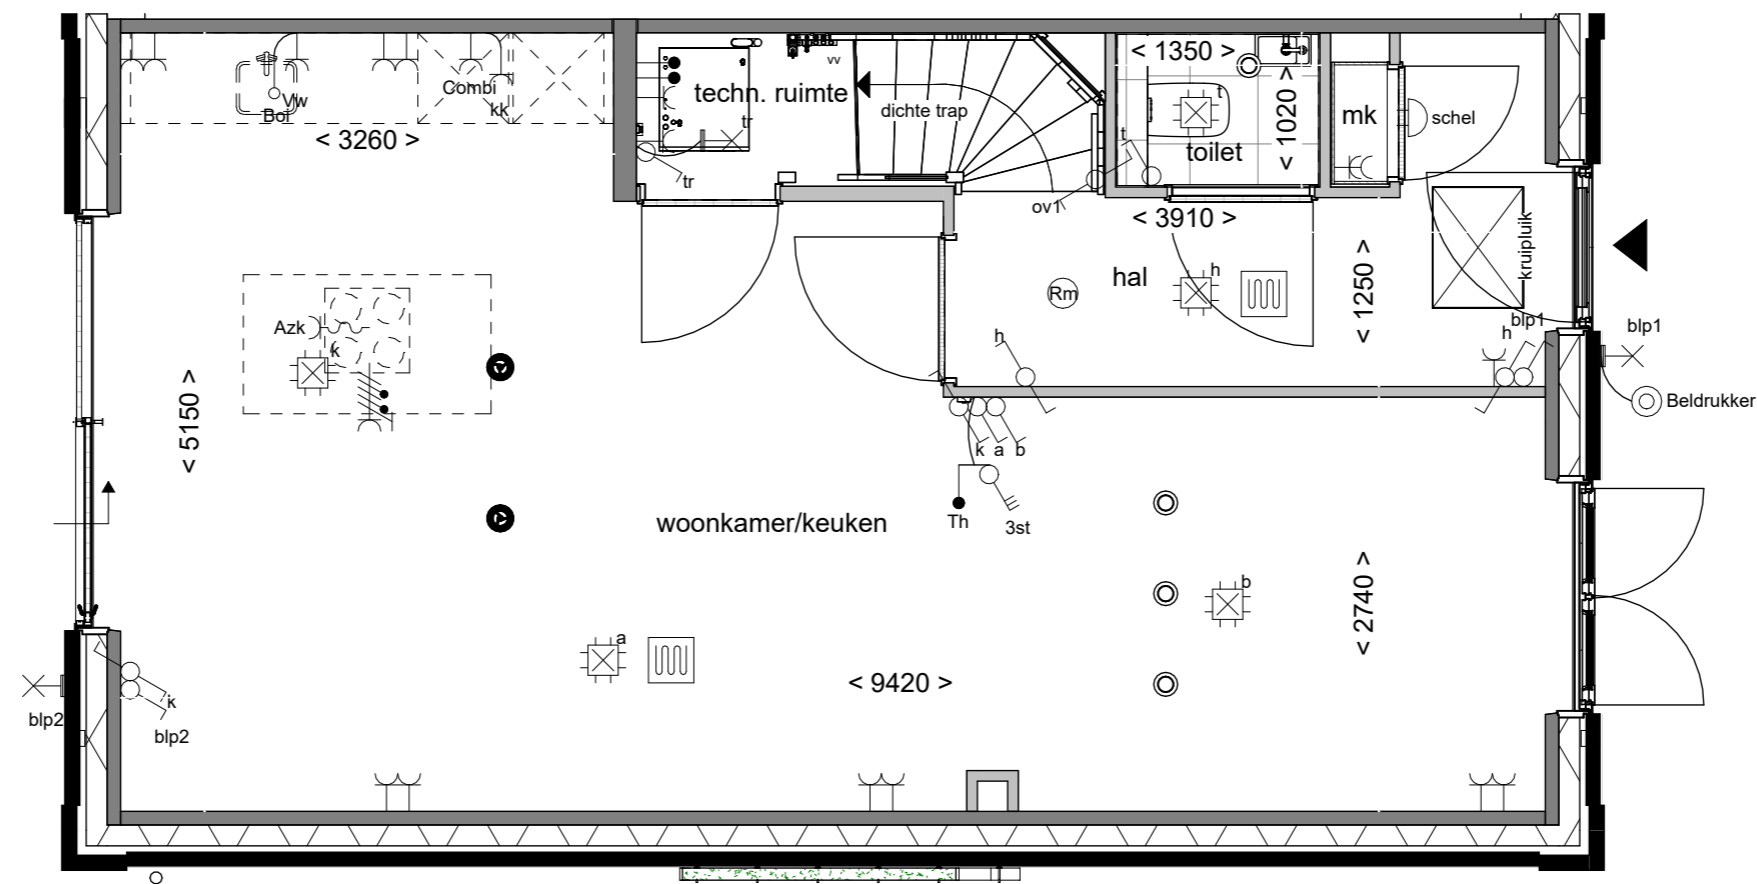 < 1350 >
vv
Combi
Vw
Boi
kk
techn. ruimte
dichte trap
t
< 1020 >
mk
schel
< 3260 >
tr
t
toilet
tr
ov1
< 3910 >
kruipluik
hal
h
Rm
< 1250 >
Azk
k
h
h
blp1
blp1
Beldrukker
< 5150 >
k a b
Th
3st
woonkamer/keuken
b
< 2740 >
a
< 9420 >
k
blp2
blp2